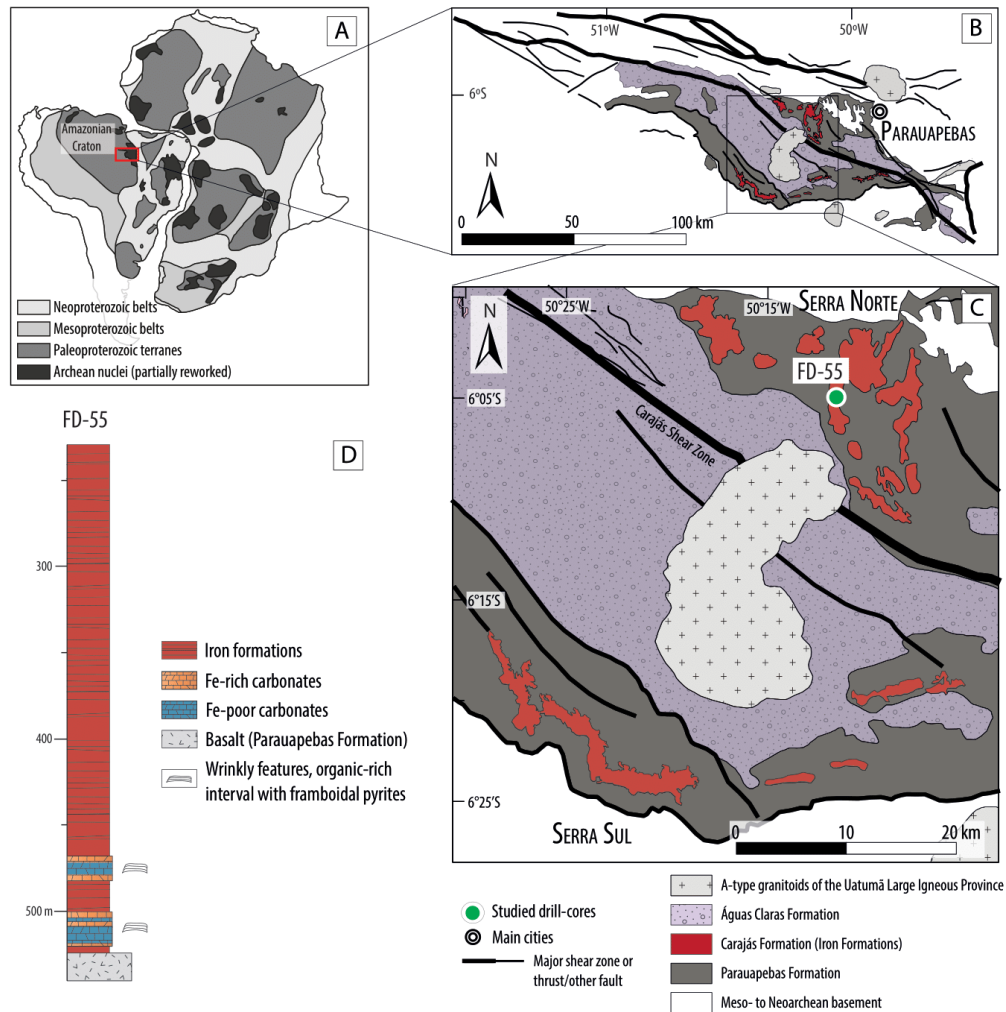 A
Amazonian
Craton
Neoproterozoic belts
Mesoproterozoic belts
Paleoproterozoic terranes
Archean nuclei (partially reworked)
B
51ºW
50ºW
6ºS
PARAUAPEBAS
N
0
50
100 km
C
50°25'W
50°15'W
SERRA NORTE
N
FD-55
6°05'S
Carajás Shear Zone
6°15'S
6°25'S
SERRA SUL
0
10
20 km
FD-55
D
300
400
500 m
Iron formations
Fe-rich carbonates
Fe-poor carbonates
Basalt (Parauapebas Formation)
Wrinkly features, organic-rich
interval with framboidal pyrites
Studied drill-cores
Main cities
Major shear zone or
thrust/other fault
A-type granitoids of the Uatumã Large Igneous Province
Águas Claras Formation
Carajás Formation (Iron Formations)
Parauapebas Formation
Meso- to Neoarchean basement